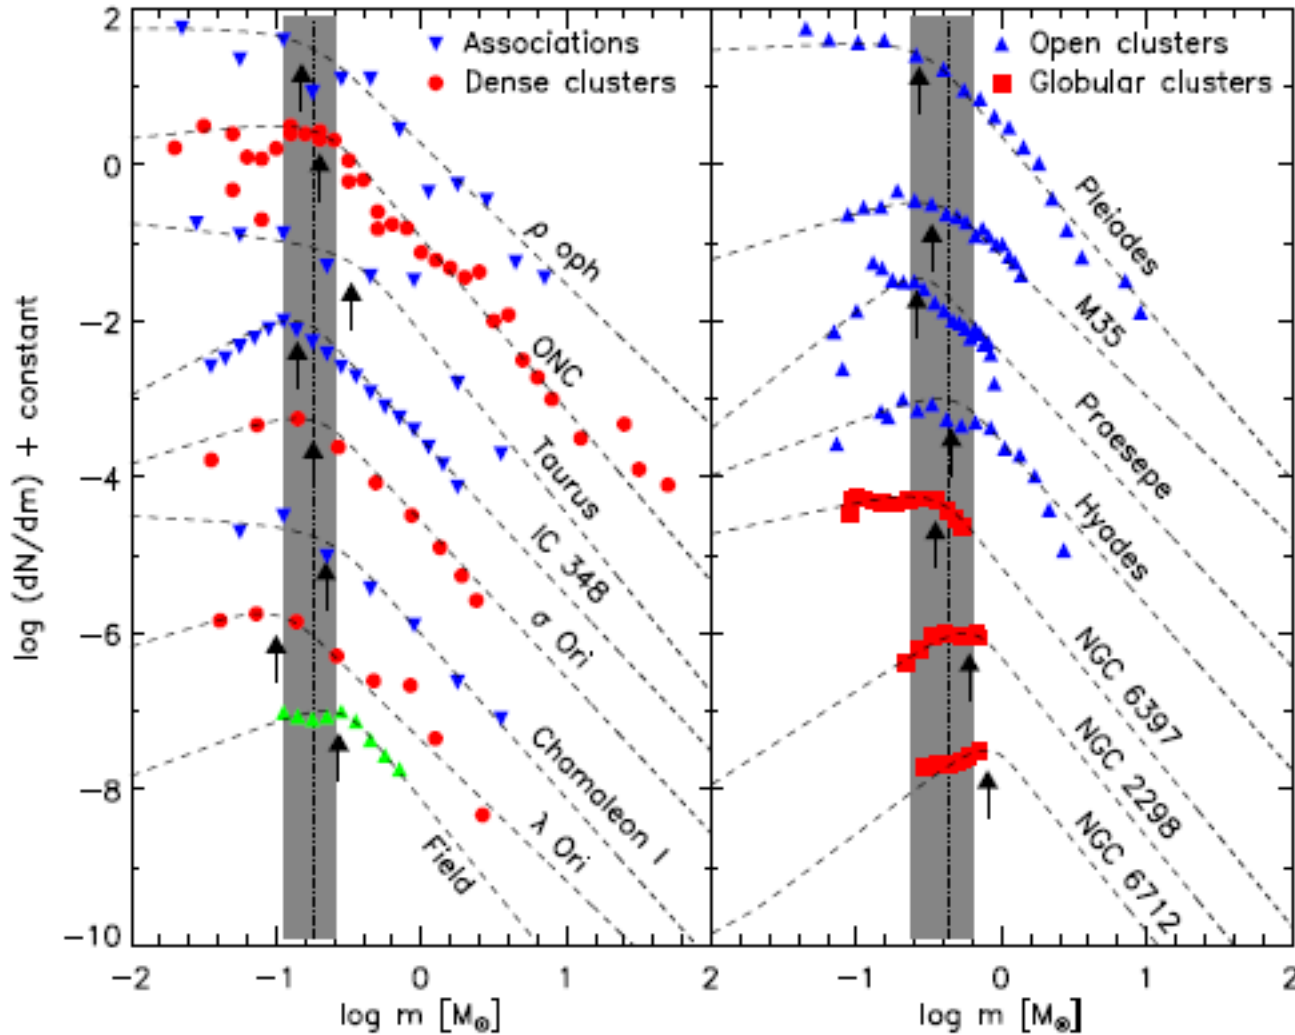 Associations
Dense clusters
Open clusters
Globular clusters
2
0
−2
−4
−6
−8
−10
log (dN/dm) + constant
ρ oph
ONC
Taurus
IC 348
σ Ori
Chamaleon I
λ Ori
Field
Pleiades
M35
Praesepe
Hyades
NGC 6397
NGC 2298
NGC 6712
−2 −1 0 1 2 −1 0 1 2
log m [M⊙] log m [M⊙]